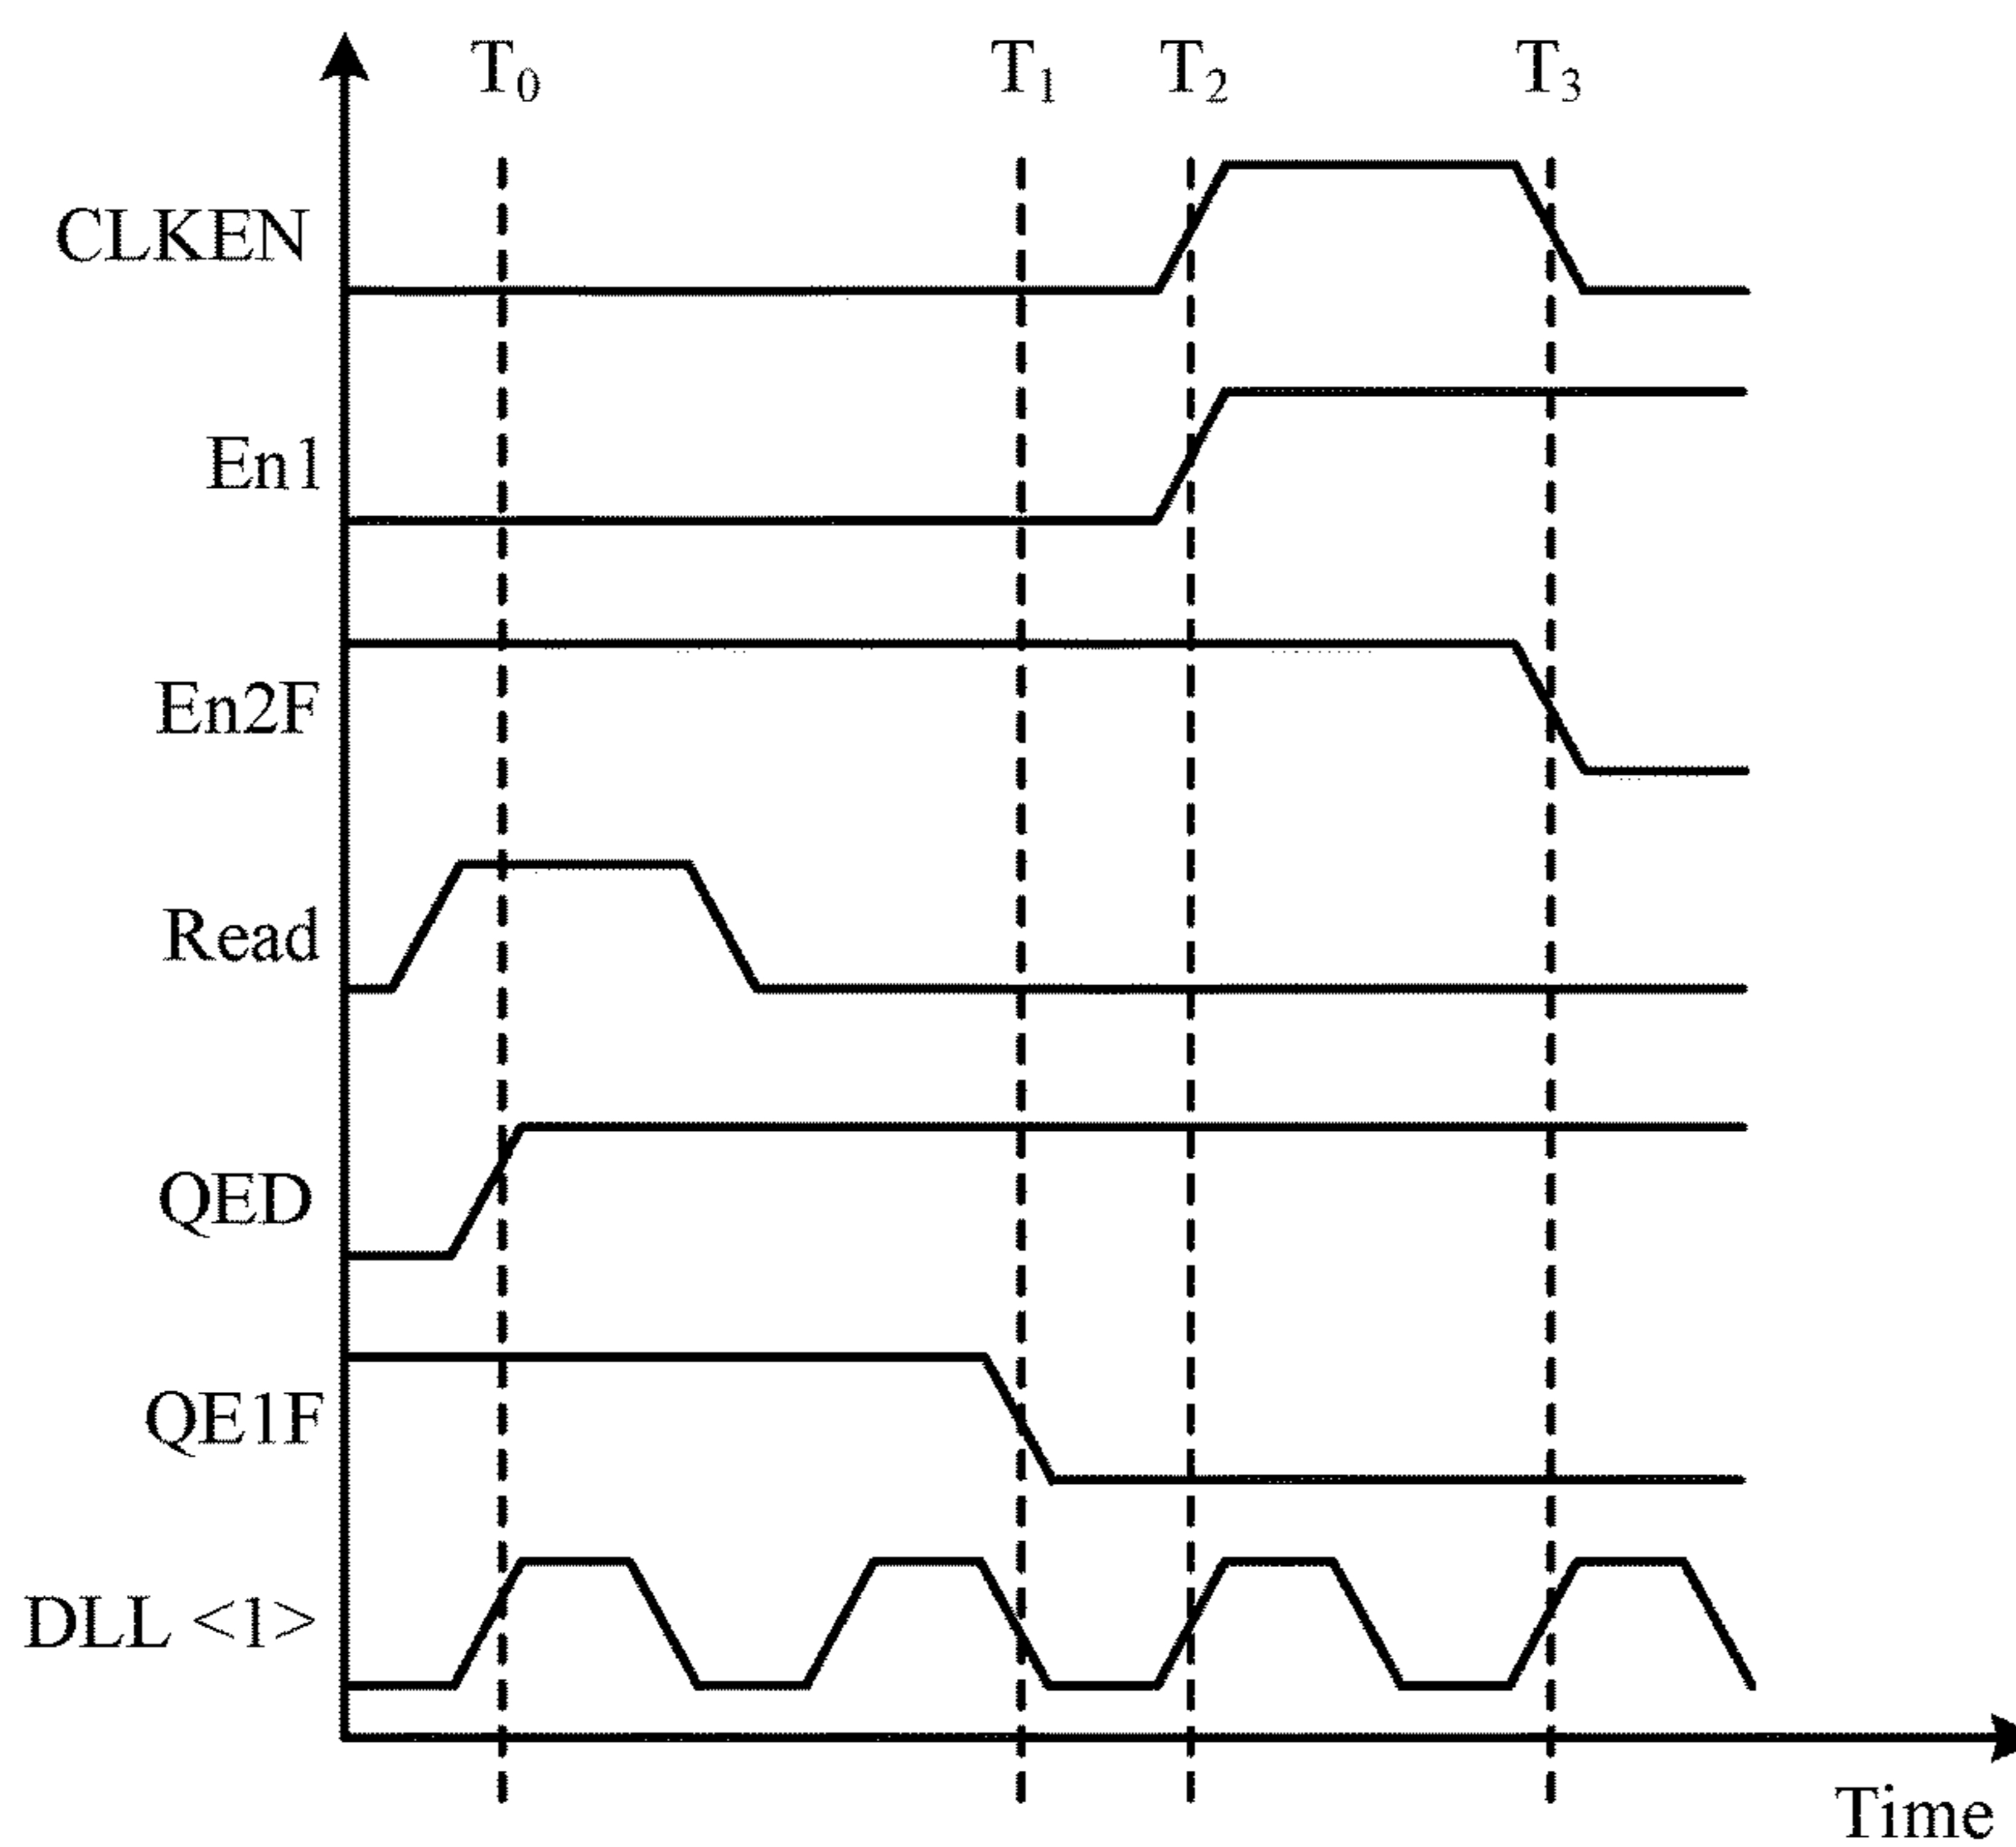 T₀ T₁ T₂ T₃
CLKEN
En1
En2F
Read
QED
QE1F
DLL <1>
Time